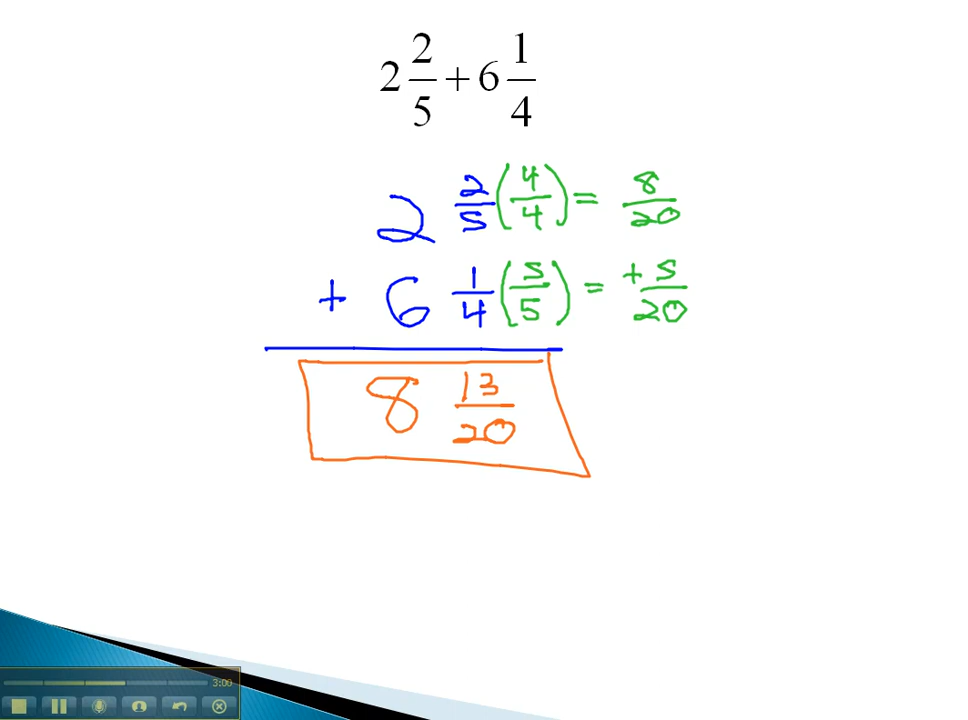 2 2/5 + 6 1/4
2 2/5 (4/4) = 8/20
+ 6 1/4 (5/5) = + 5/20
8 13/20
3:00